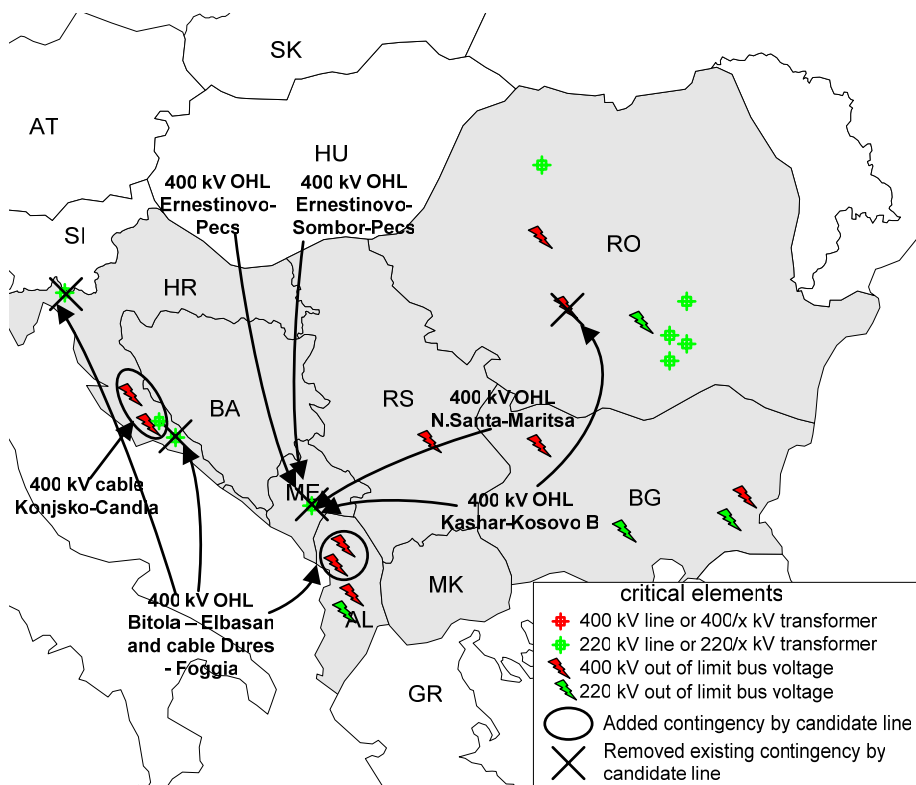 SK
AT
HU
400 kV OHL
Ernestinovo-
Pecs
400 kV OHL
Ernestinovo-
Sombor-Pecs
SI
RO
HR
BA
RS
400 kV OHL
N.Santa-Maritsa
400 kV cable
Konjsko-Candia
ME
400 kV OHL
Kashar-Kosovo B
BG
MK
400 kV OHL
Bitola – Elbasan
and cable Dures
- Foggia
AL
GR
critical elements
400 kV line or 400/x kV transformer
220 kV line or 220/x kV transformer
400 kV out of limit bus voltage
220 kV out of limit bus voltage
Added contingency by candidate line
Removed existing contingency by
candidate line